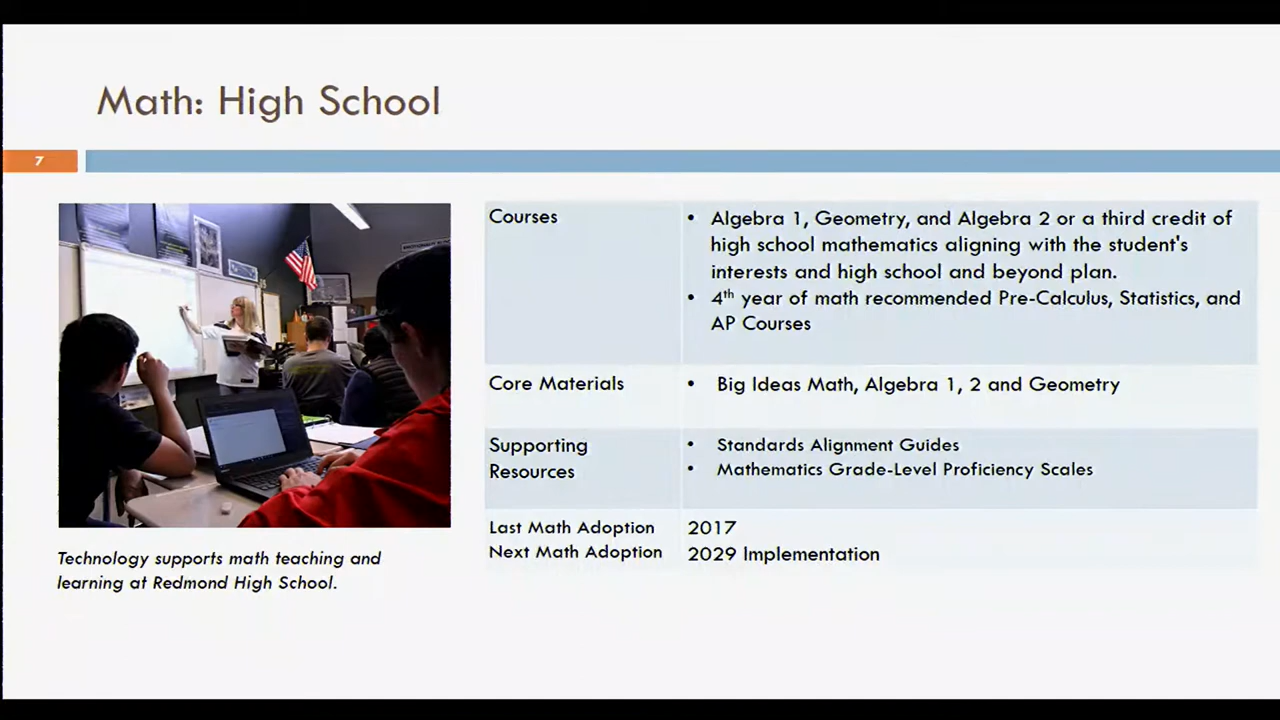 Math: High School
7
Courses
• Algebra 1, Geometry, and Algebra 2 or a third credit of
high school mathematics aligning with the student's
interests and high school and beyond plan.
• 4th year of math recommended Pre-Calculus, Statistics, and
AP Courses
Core Materials
• Big Ideas Math, Algebra 1, 2 and Geometry
Supporting
Resources
• Standards Alignment Guides
• Mathematics Grade-Level Proficiency Scales
Last Math Adoption 2017
Next Math Adoption 2029 Implementation
Technology supports math teaching and
learning at Redmond High School.